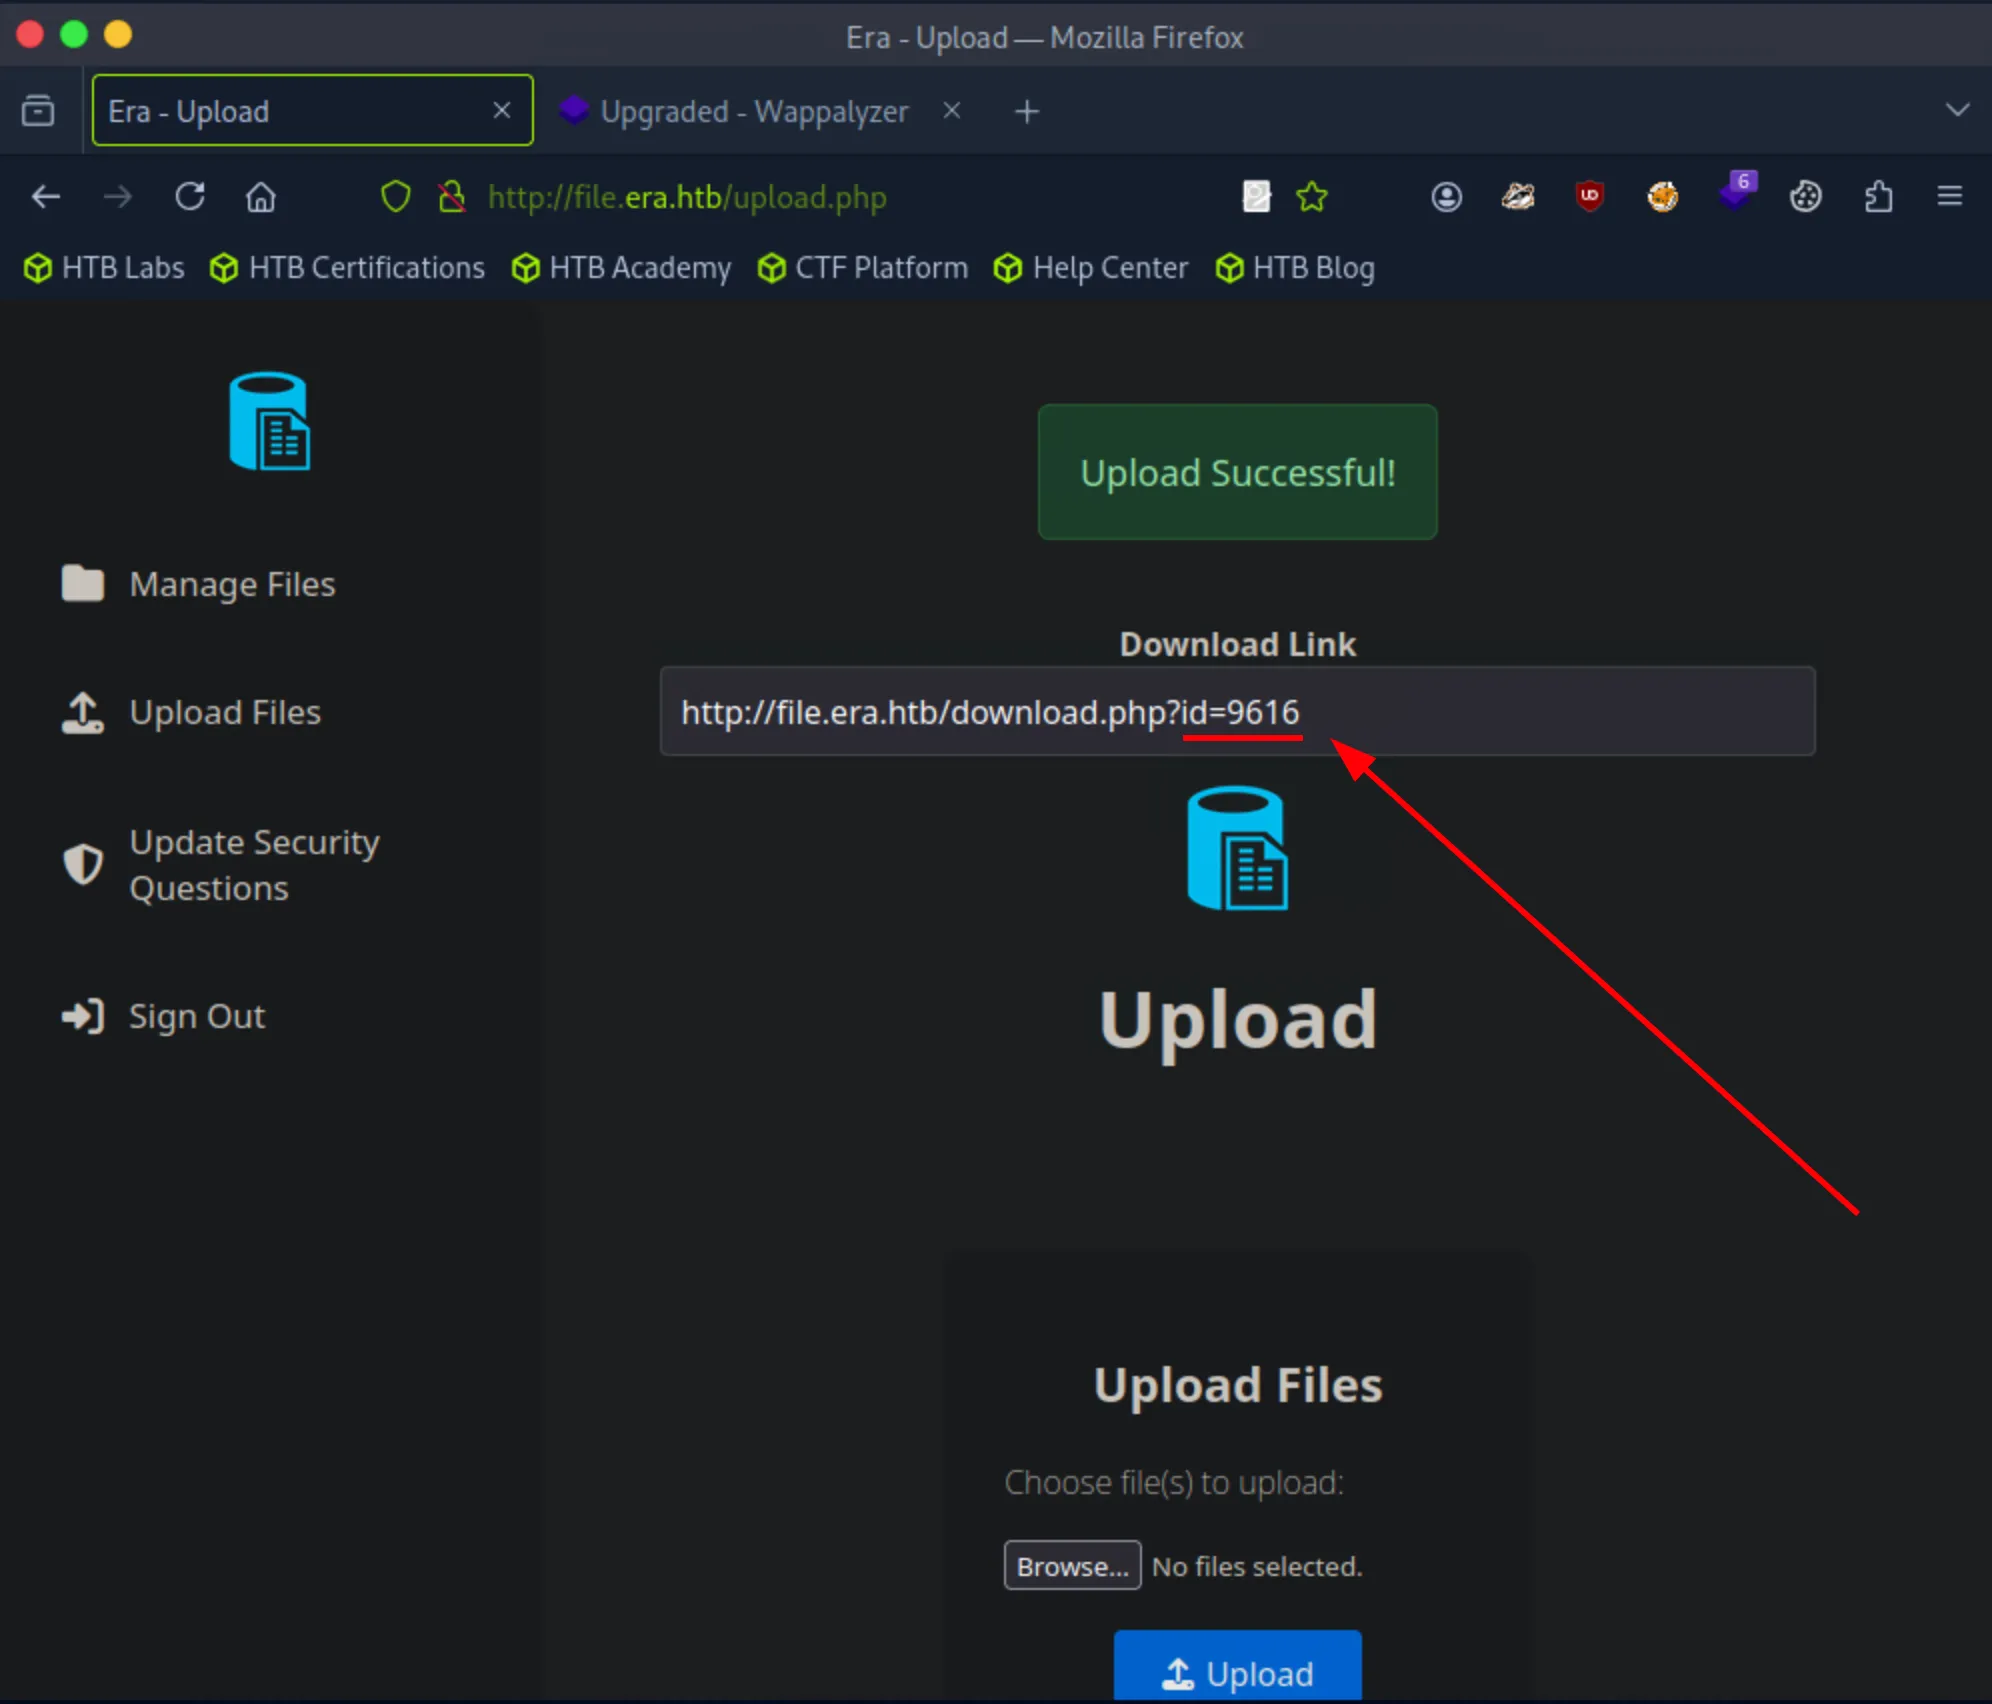 Era - Upload — Mozilla Firefox
Era - Upload
Upgraded - Wappalyzer
http://file.era.htb/upload.php
6
HTB Labs HTB Certifications HTB Academy CTF Platform Help Center HTB Blog
Upload Successful!
Manage Files
Download Link
http://file.era.htb/download.php?id=9616
Upload Files
Update Security
Questions
Sign Out
Upload
Upload Files
Choose file(s) to upload:
Browse... No files selected.
Upload